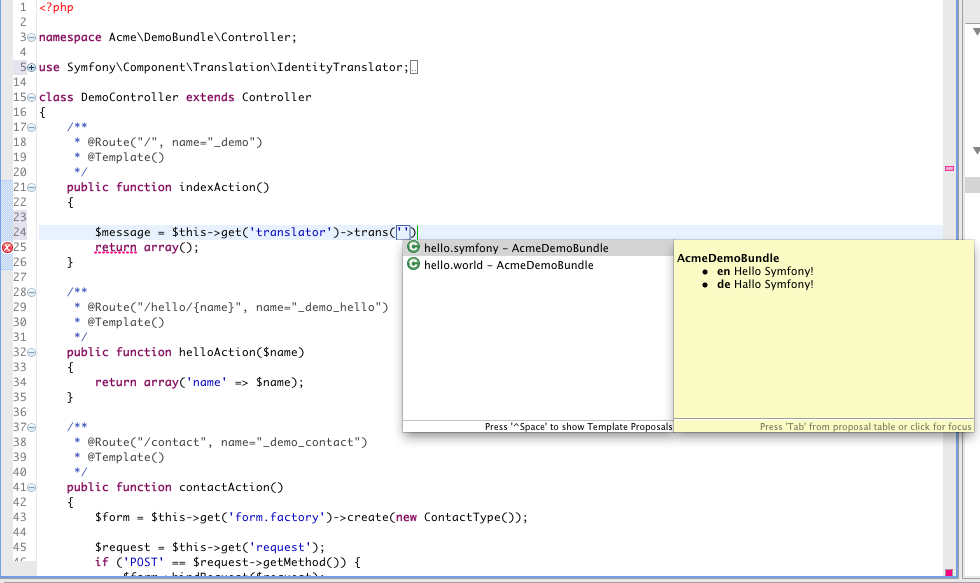 1 <?php
2
3 namespace Acme\DemoBundle\Controller;
4
5 use Symfony\Component\Translation\IdentityTranslator;
14
15 class DemoController extends Controller
16 {
17     /**
18      * @Route("/", name="_demo")
19      * @Template()
20      */
21     public function indexAction()
22     {
23
24         $message = $this->get('translator')->trans('')
25         return array();
26     }
27
28     /**
29      * @Route("/hello/{name}", name="_demo_hello")
30      * @Template()
31      */
32     public function helloAction($name)
33     {
34         return array('name' => $name);
35     }
36
37     /**
38      * @Route("/contact", name="_demo_contact")
39      * @Template()
40      */
41     public function contactAction()
42     {
43         $form = $this->get('form.factory')->create(new ContactType());
44
45         $request = $this->get('request');
46         if ('POST' == $request->getMethod()) {
$form->bindRequest($request);
hello.symfony – AcmeDemoBundle
hello.world – AcmeDemoBundle
Press '^Space' to show Template Proposals
AcmeDemoBundle
• en Hello Symfony!
• de Hallo Symfony!
Press 'Tab' from proposal table or click for focus